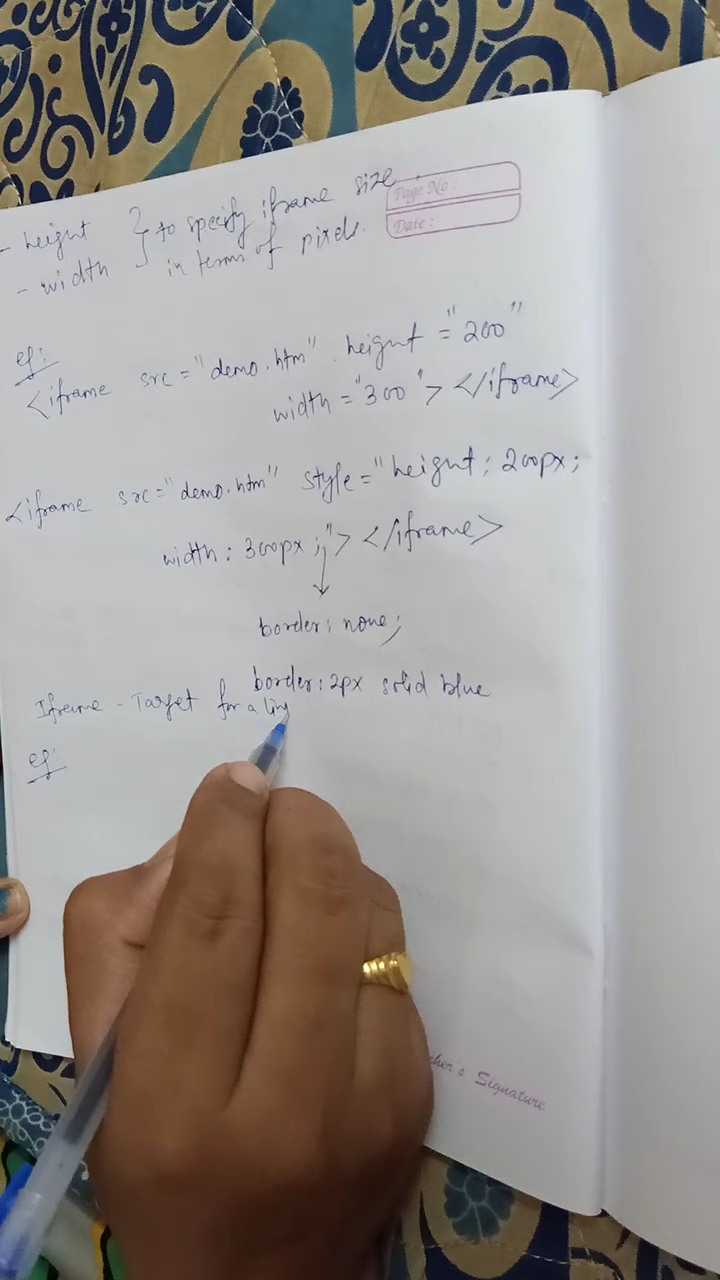 - height } to specify iframe size.
- width in terms of pixels.
Page No :
Date :
eg:
<iframe src="demo.htm" height="200"
width="300"></iframe>
<iframe src="demo.htm" style="height: 200px;
width: 300px;"></iframe>
border: none;
border: 2px solid blue
Iframe - Target for a lin
eg:
cher's Signature